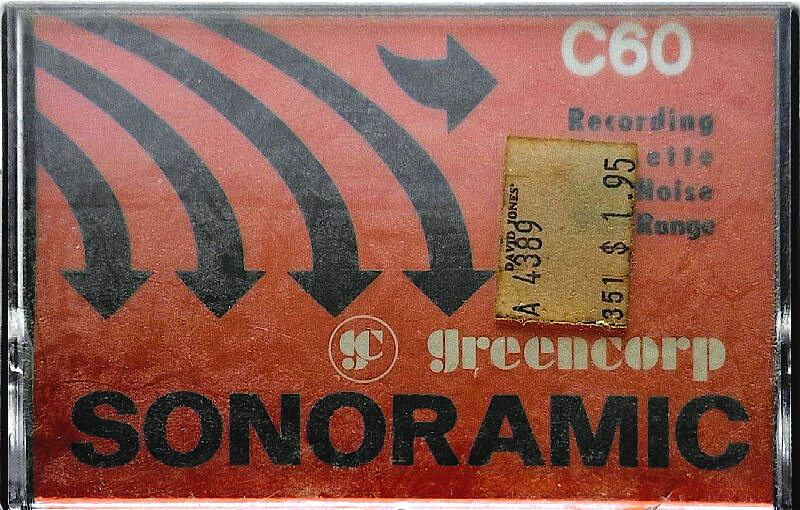 C60
Recording
ette
Noise
Range
DAVID JONES'
A 4389
351 $ 1.95
gc greencorp
SONORAMIC